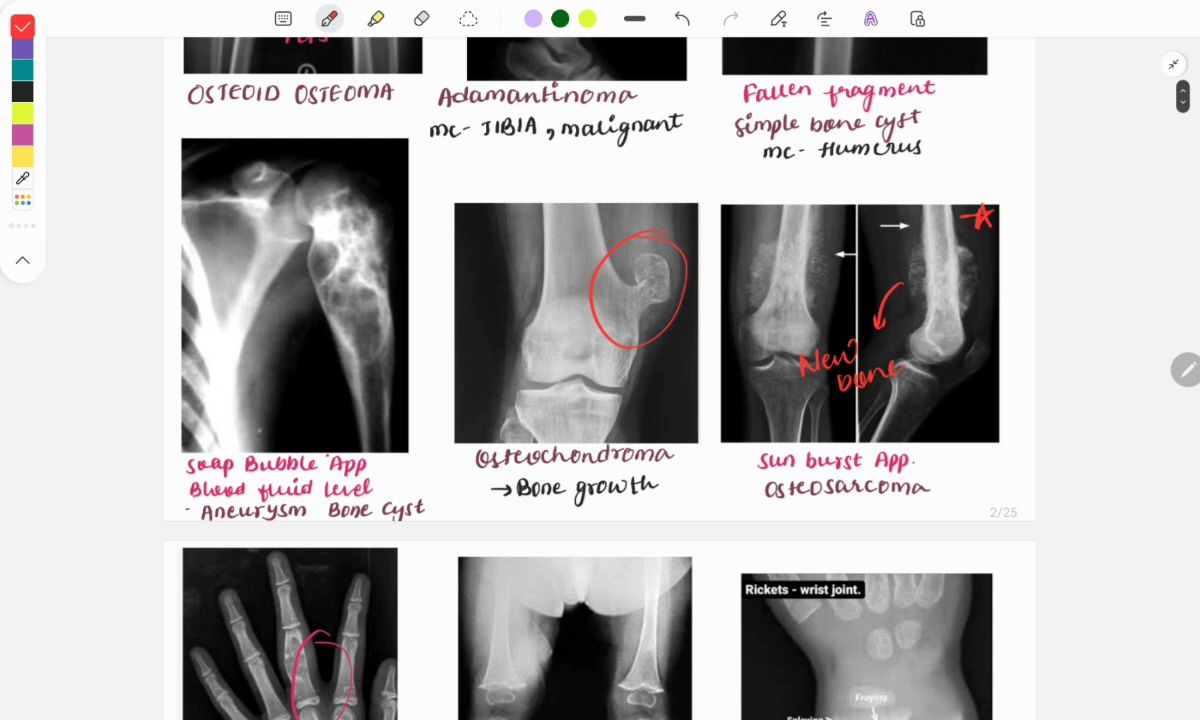 OSTEOID OSTEOMA
Adamantinoma
mc- TIBIA, malignant
Fallen fragment
Simple bone cyst
mc- Humerus
New
bone
Soap Bubble App
Blood fluid level
- Aneurysm Bone Cyst
Osteochondroma
→ Bone growth
Sun burst App.
Osteosarcoma
2/25
Rickets - wrist joint.
Fraying